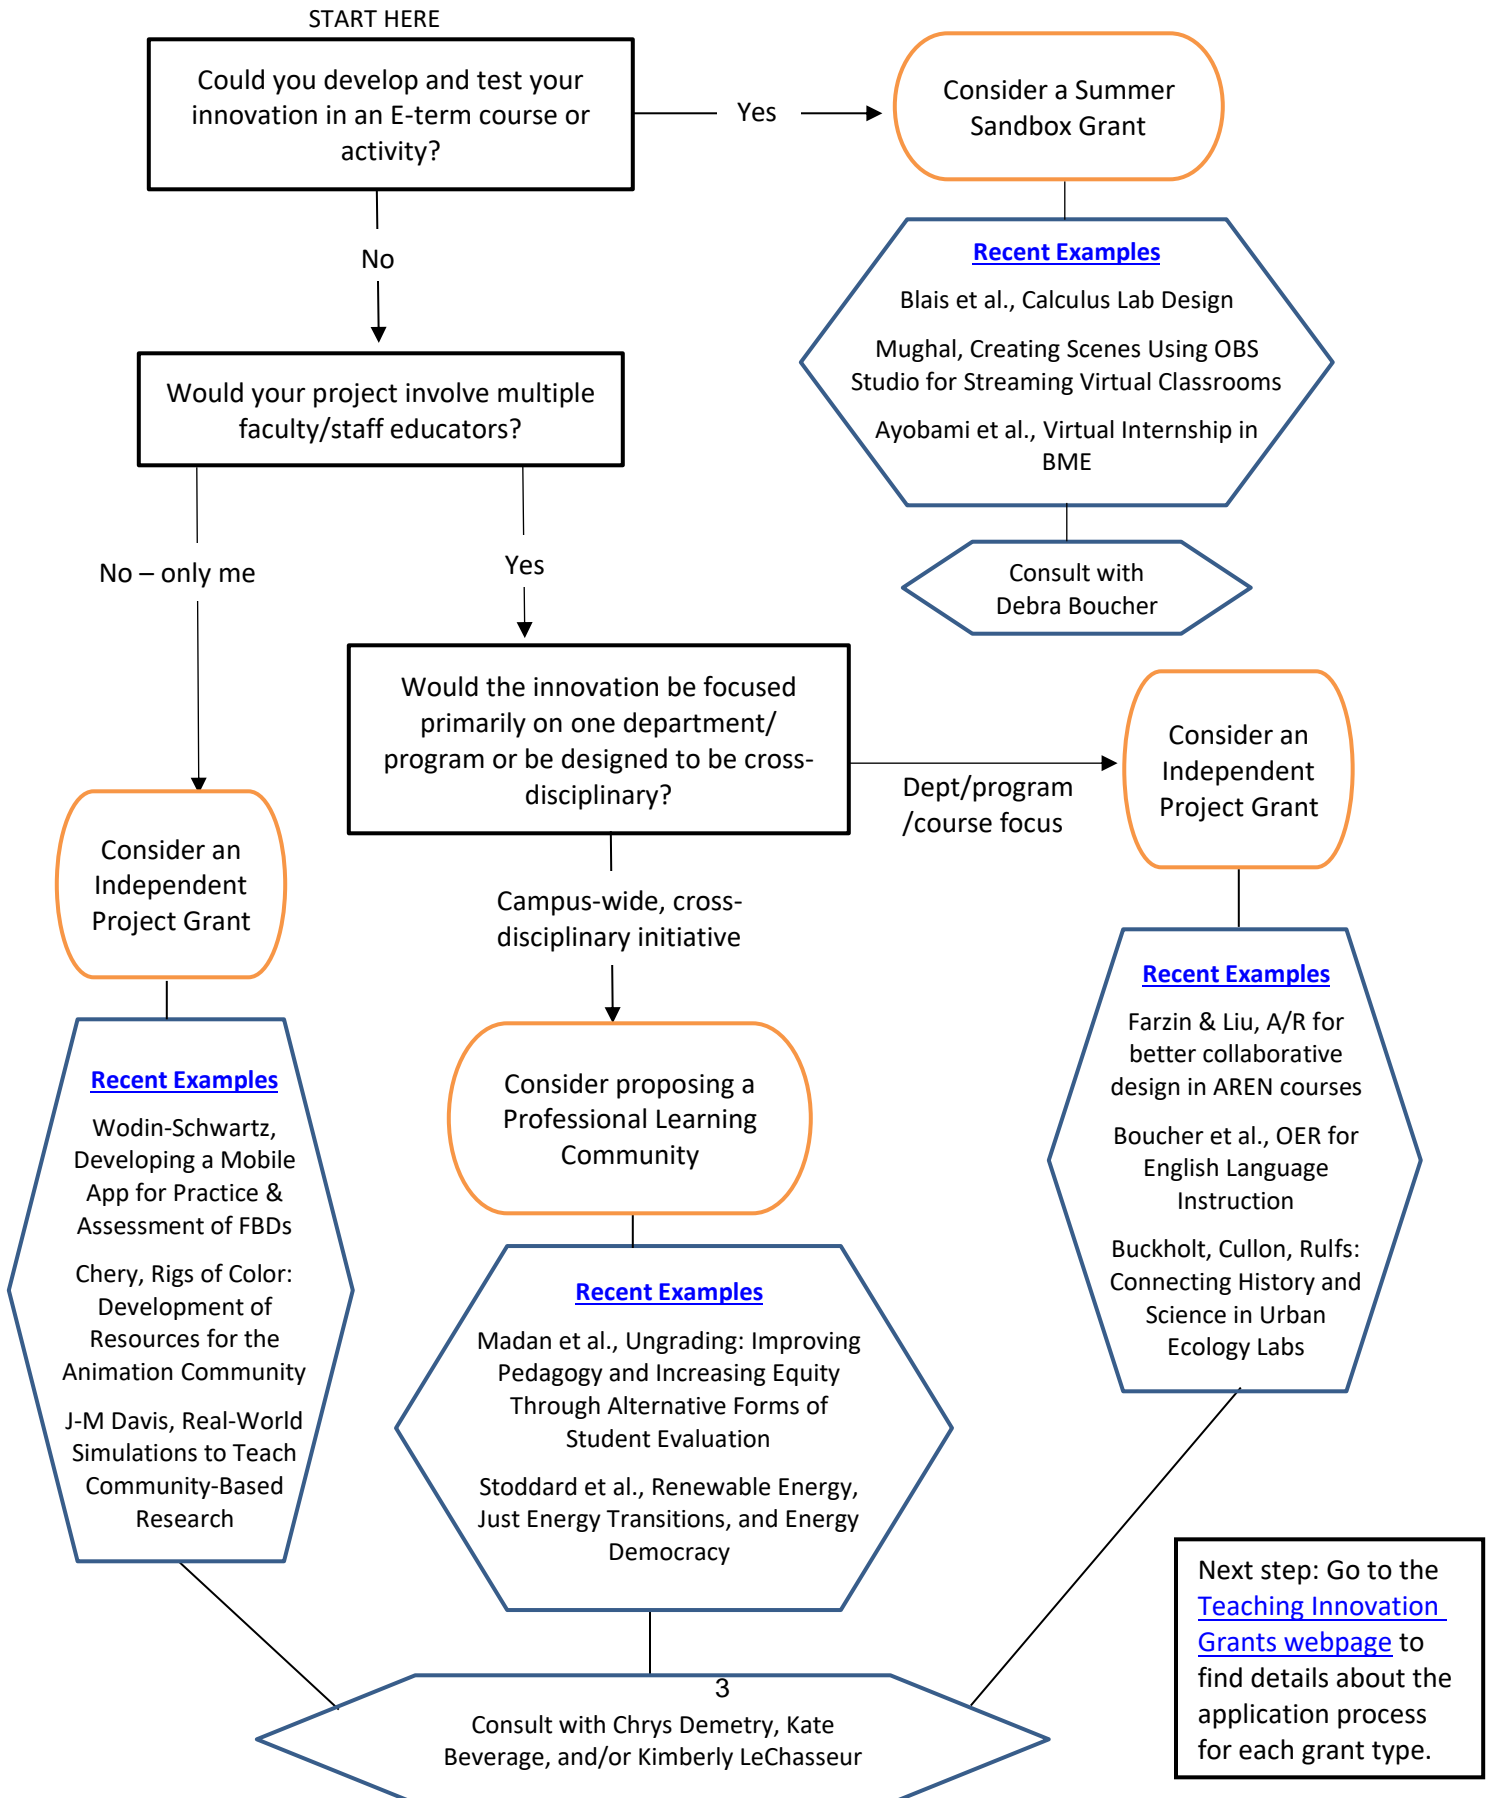 START HERE
Could you develop and test your
innovation in an E-term course or
activity?
Yes
Consider a Summer
Sandbox Grant
No
Recent Examples
Blais et al., Calculus Lab Design
Mughal, Creating Scenes Using OBS
Studio for Streaming Virtual Classrooms
Ayobami et al., Virtual Internship in
BME
Would your project involve multiple
faculty/staff educators?
No – only me
Yes
Consult with
Debra Boucher
Would the innovation be focused
primarily on one department/
program or be designed to be cross-
disciplinary?
Dept/program
/course focus
Consider an
Independent
Project Grant
Consider an
Independent
Project Grant
Campus-wide, cross-
disciplinary initiative
Recent Examples
Farzin & Liu, A/R for
better collaborative
design in AREN courses
Boucher et al., OER for
English Language
Instruction
Buckholt, Cullon, Rulfs:
Connecting History and
Science in Urban
Ecology Labs
Recent Examples
Wodin-Schwartz,
Developing a Mobile
App for Practice &
Assessment of FBDs
Chery, Rigs of Color:
Development of
Resources for the
Animation Community
J-M Davis, Real-World
Simulations to Teach
Community-Based
Research
Consider proposing a
Professional Learning
Community
Recent Examples
Madan et al., Ungrading: Improving
Pedagogy and Increasing Equity
Through Alternative Forms of
Student Evaluation
Stoddard et al., Renewable Energy,
Just Energy Transitions, and Energy
Democracy
Next step: Go to the
Teaching Innovation
Grants webpage to
find details about the
application process
for each grant type.
3
Consult with Chrys Demetry, Kate
Beverage, and/or Kimberly LeChasseur